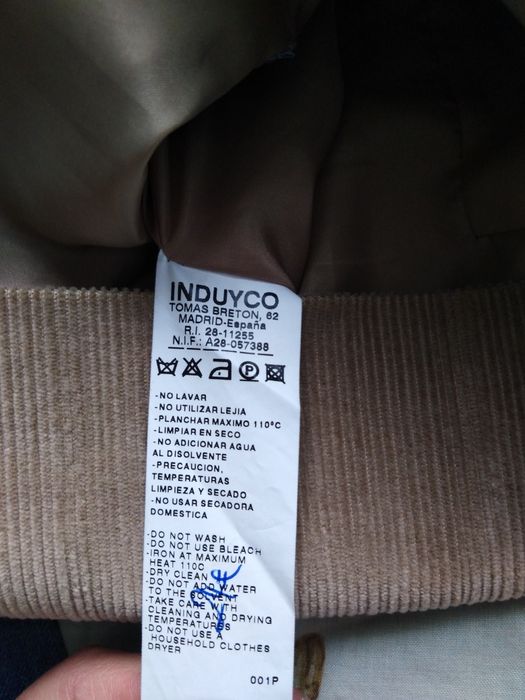 INDUYCO
TOMAS BRETON, 62
MADRID-España
R.I. 28-11255
N.I.F.: A28-057388
P
-NO LAVAR
-NO UTILIZAR LEJIA
-PLANCHAR MAXIMO 110ºC
-LIMPIAR EN SECO
-NO ADICIONAR AGUA
AL DISOLVENTE
-PRECAUCION,
TEMPERATURAS
LIMPIEZA Y SECADO
-NO USAR SECADORA
DOMESTICA
-DO NOT WASH
-DO NOT USE BLEACH
-IRON AT MAXIMUM
HEAT 110C
-DRY CLEAN
-DO NOT ADD WATER
TO THE SOLVENT
-TAKE CARE WITH
CLEANING AND DRYING
TEMPERATURES
-DO NOT USE A
HOUSEHOLD CLOTHES
DRYER
001P